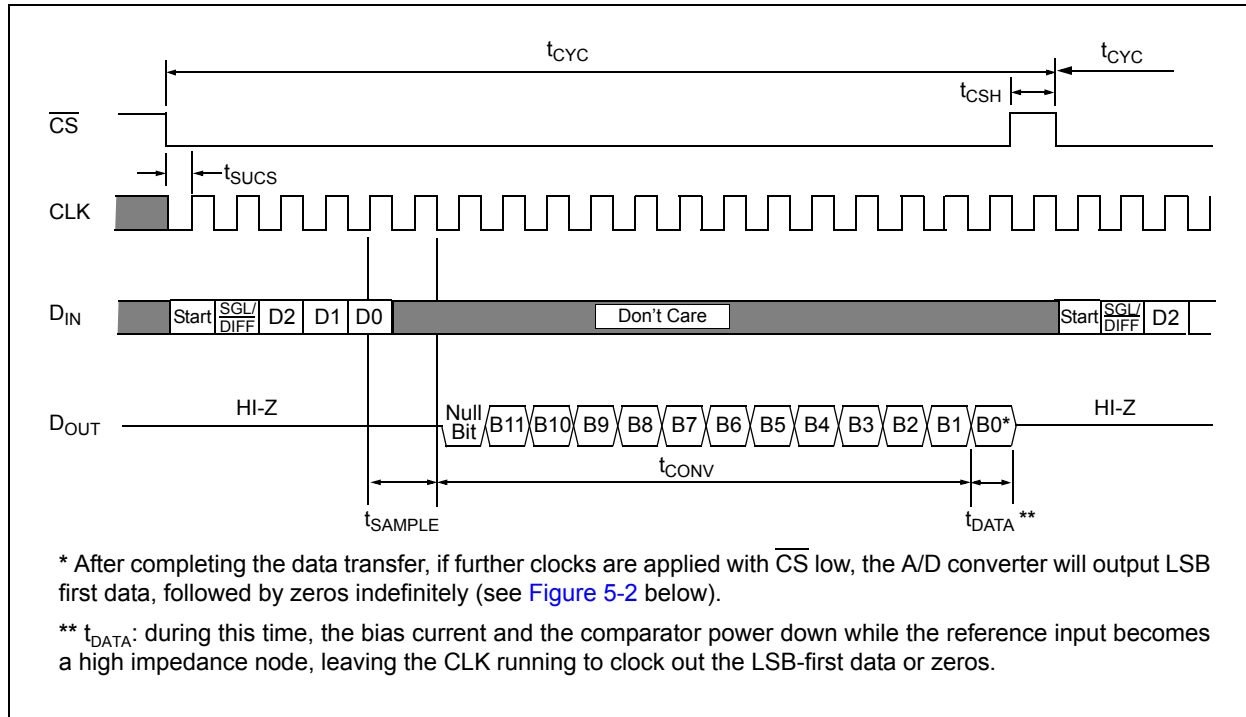 tCYC tCYC
tCSH
CS
tSUCS
CLK
DIN Start SGL/DIFF D2 D1 D0 Don't Care Start SGL/DIFF D2
HI-Z HI-Z
DOUT Null Bit B11 B10 B9 B8 B7 B6 B5 B4 B3 B2 B1 B0*
tCONV
tSAMPLE tDATA **
* After completing the data transfer, if further clocks are applied with CS low, the A/D converter will output LSB
first data, followed by zeros indefinitely (see Figure 5-2 below).
** tDATA: during this time, the bias current and the comparator power down while the reference input becomes
a high impedance node, leaving the CLK running to clock out the LSB-first data or zeros.